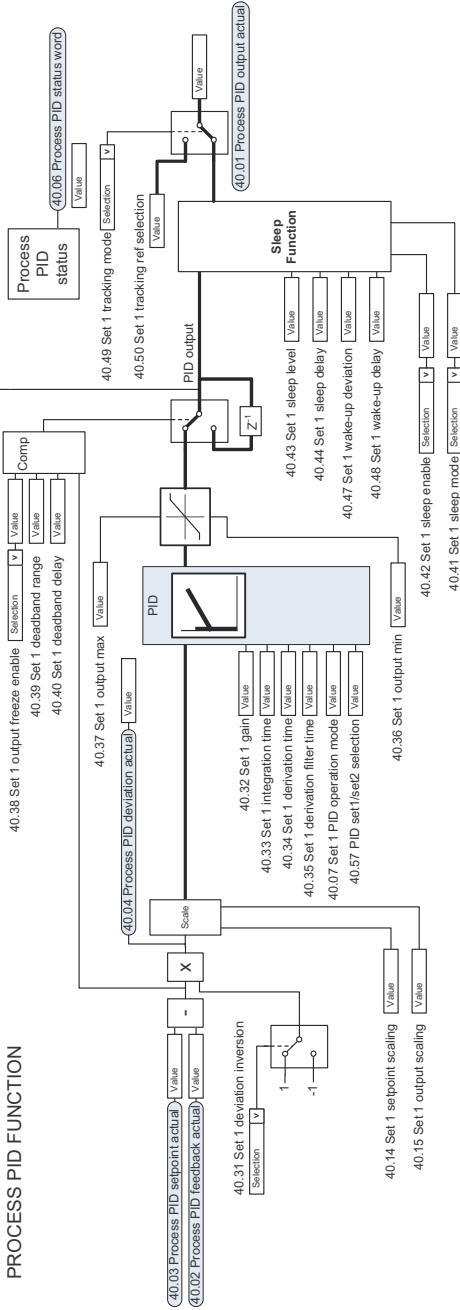 PROCESS PID FUNCTION
40.03 Process PID setpoint actual Value
40.02 Process PID feedback actual Value
-
X
40.31 Set 1 deviation inversion
Selection v
1
-1
Scale
40.14 Set 1 setpoint scaling Value
40.15 Set 1 output scaling Value
40.04 Process PID deviation actual Value
40.38 Set 1 output freeze enable Selection v Value
40.39 Set 1 deadband range Value
40.40 Set 1 deadband delay Value
Comp
40.37 Set 1 output max Value
PID
40.32 Set 1 gain Value
40.33 Set 1 integration time Value
40.34 Set 1 derivation time Value
40.35 Set 1 derivation filter time Value
40.07 Set 1 PID operation mode Value
40.57 PID set1/set2 selection Value
40.36 Set 1 output min Value
Z-1
PID output
Process
PID
status
40.06 Process PID status word
Value
40.49 Set 1 tracking mode Selection v
40.50 Set 1 tracking ref selection
Value
Sleep
Function
40.43 Set 1 sleep level Value
40.44 Set 1 sleep delay Value
40.47 Set 1 wake-up deviation Value
40.48 Set 1 wake-up delay Value
40.42 Set 1 sleep enable Selection v Value
40.41 Set 1 sleep mode Selection v Value
Value
40.01 Process PID output actual